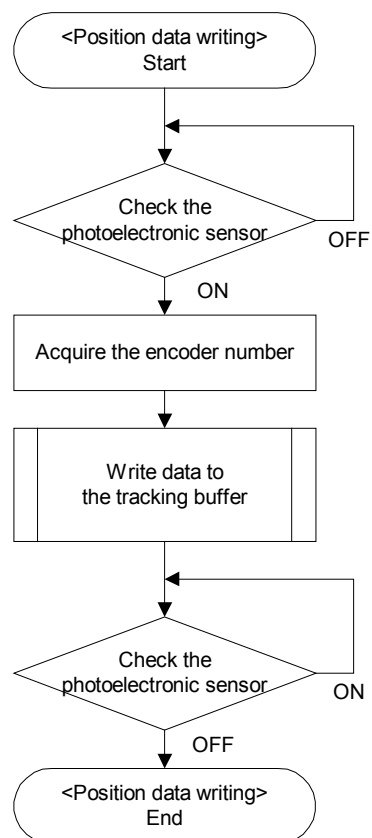 <Position data writing>
Start
Check the
photoelectronic sensor
OFF
ON
Acquire the encoder number
Write data to
the tracking buffer
Check the
photoelectronic sensor
ON
OFF
<Position data writing>
End